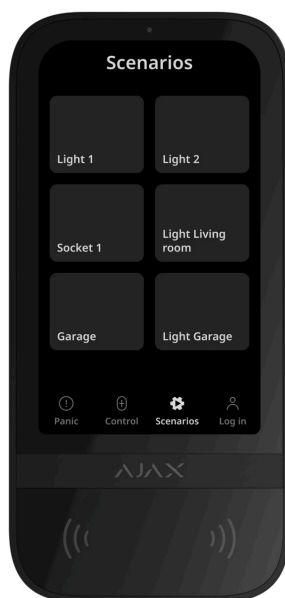 Scenarios
Light 1
Light 2
Socket 1
Light Living
room
Garage
Light Garage
Panic
Control
Scenarios
Log in
AJAX